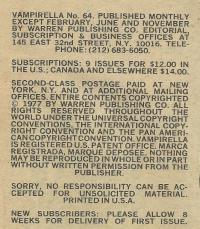 VAMPIRELLA No. 64. PUBLISHED MONTHLY
EXCEPT FEBRUARY, JUNE AND NOVEMBER
BY WARREN PUBLISHING CO. EDITORIAL,
SUBSCRIPTION & BUSINESS OFFICES AT
145 EAST 32nd STREET, N.Y. 10016. TELE-
PHONE: (212) 683-6050.
SUBSCRIPTIONS: 9 ISSUES FOR $12.00 IN
THE U.S.; CANADA AND ELSEWHERE $14.00.
SECOND-CLASS POSTAGE PAID AT NEW
YORK, N.Y. AND AT ADDITIONAL MAILING
OFFICES. ENTIRE CONTENTS COPYRIGHTED
© 1977 BY WARREN PUBLISHING CO. ALL
RIGHTS RESERVED THROUGHOUT THE
WORLD UNDER THE UNIVERSAL COPYRIGHT
CONVENTIONS, THE INTERNATIONAL COPY
RIGHT CONVENTION AND THE PAN AMERI-
CAN COPYRIGHT CONVENTION. VAMPIRELLA
IS REGISTERED U.S. PATENT OFFICE. MARCA
REGISTRADA, MARQUE DEPOSEE. NOTHING
MAY BE REPRODUCED IN WHOLE OR IN PART
WITHOUT WRITTEN PERMISSION FROM THE
PUBLISHER.
SORRY, NO RESPONSIBILITY CAN BE AC-
CEPTED FOR UNSOLICITED MATERIAL.
PRINTED IN U.S.A.
NEW SUBSCRIBERS: PLEASE ALLOW 8
WEEKS FOR DELIVERY OF FIRST ISSUE.